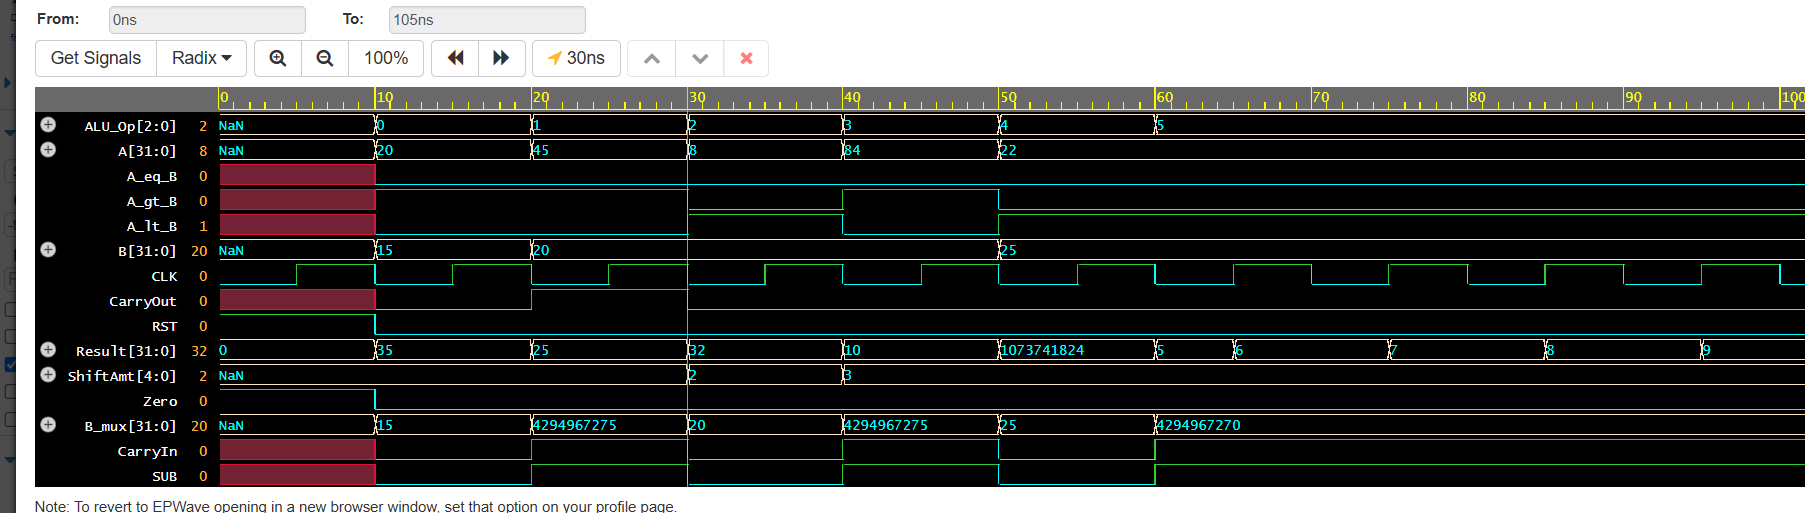 From: 0ns To: 105ns
Get Signals Radix 100% 30ns
0 10 20 30 40 50 60 70 80 90 100
ALU_Op[2:0] 2 NaN 0 1 2 3 4 5
A[31:0] 8 NaN 20 45 8 84 22
A_eq_B 0
A_gt_B 0
A_lt_B 1
B[31:0] 20 NaN 15 20 25
CLK 0
CarryOut 0
RST 0
Result[31:0] 32 0 35 25 32 10 1073741824 5 6 7 8 9
ShiftAmt[4:0] 2 NaN 2 3
Zero 0
B_mux[31:0] 20 NaN 15 4294967275 20 4294967275 25 4294967270
CarryIn 0
SUB 0
Note: To revert to EPWave opening in a new browser window, set that option on your profile page.